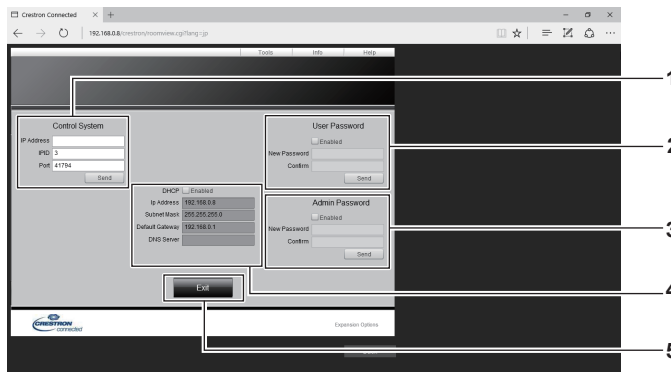 Crestron Connected
192.168.0.8/crestron/roomview.cgi?lang=jp
Tools Info Help
1
Control System
IP Address
IPID 3
Port 41794
Send
User Password
Enabled
New Password
Confirm
Send
2
DHCP Enabled
Ip Address 192.168.0.8
Subnet Mask 255.255.255.0
Default Gateway 192.168.0.1
DNS Server
Admin Password
Enabled
New Password
Confirm
Send
3
4
Exit
CRESTRON
connected
Expansion Options
5